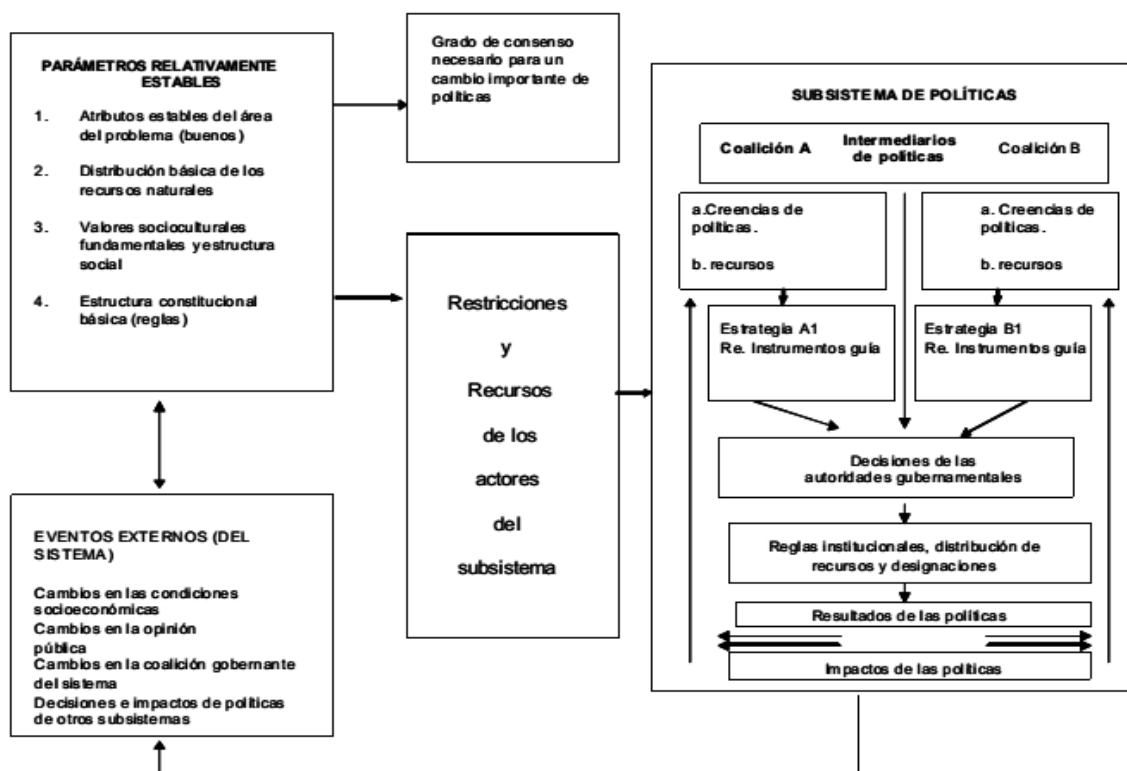 PARÁMETROS RELATIVAMENTE
ESTABLES
1. Atributos estables del área
del problema (buenos)
2. Distribución básica de los
recursos naturales
3. Valores socioculturales
fundamentales y estructura
social
4. Estructura constitucional
básica (reglas)
Grado de consenso
necesario para un
cambio importante de
políticas
EVENTOS EXTERNOS (DEL
SISTEMA)
Cambios en las condiciones
socioeconómicas
Cambios en la opinión
pública
Cambios en la coalición gobernante
del sistema
Decisiones e impactos de políticas
de otros subsistemas
Restricciones
y
Recursos
de los
actores
del
subsistema
SUBSISTEMA DE POLÍTICAS
Coalición A
Intermediarios
de políticas
Coalición B
a.Creencias de
políticas.
b. recursos
a. Creencias de
políticas.
b. recursos
Estrategia A1
Re. Instrumentos guía
Estrategia B1
Re. Instrumentos guía
Decisiones de las
autoridades gubernamentales
Reglas institucionales, distribución de
recursos y designaciones
Resultados de las políticas
Impactos de las políticas